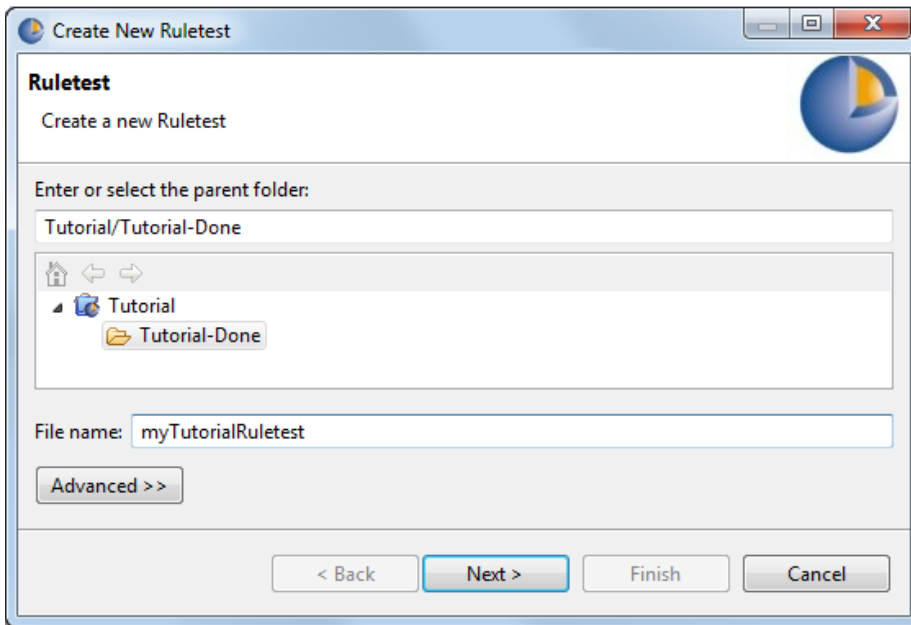 Create New Ruletest
Ruletest
Create a new Ruletest
Enter or select the parent folder:
Tutorial/Tutorial-Done
Tutorial
Tutorial-Done
File name: myTutorialRuletest
Advanced >>
< Back Next > Finish Cancel